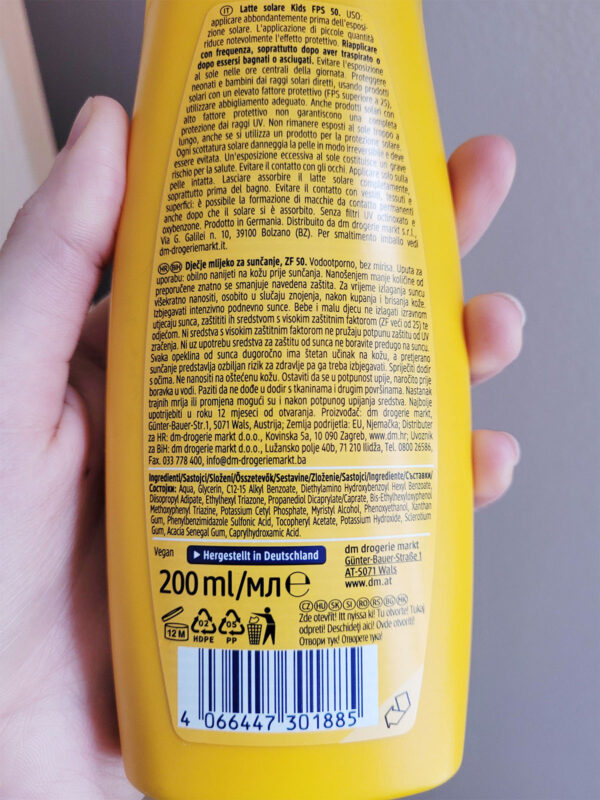 IT Latte solare Kids FPS 50. USO:
applicare abbondantemente prima dell'esposi-
zione solare. L'applicazione di piccole quantità
riduce notevolmente l'effetto protettivo. Riapplicare
con frequenza, soprattutto dopo aver traspirato o
dopo essersi bagnati o asciugati. Evitare l'esposizione
al sole nelle ore centrali della giornata. Proteggere
neonati e bambini dai raggi solari diretti, usando prodotti
solari con un elevato fattore protettivo (FPS superiore a 25),
utilizzare abbigliamento adeguato. Anche prodotti solari con
alto fattore protettivo non garantiscono una completa
protezione dai raggi UV. Non rimanere esposti al sole troppo a
lungo, anche se si utilizza un prodotto per la protezione solare.
Ogni scottatura solare danneggia la pelle in modo irreversibile e deve
essere evitata. Un'esposizione eccessiva al sole costituisce un grave
rischio per la salute. Evitare il contatto con gli occhi. Applicare solo sulla
pelle intatta. Lasciare assorbire il latte solare completamente,
soprattutto prima del bagno. Evitare il contatto con vestiti, tessuti e
superfici: è possibile la formazione di macchie da contatto permanenti
anche dopo che il solare si è assorbito. Senza filtri UV octinoxato e
oxybenzone. Prodotto in Germania. Distribuito da dm drogerie markt s.r.l.,
Via G. Galilei n. 10, 39100 Bolzano (BZ). Per smaltimento imballo vedi
dm-drogeriemarkt.it.
HR BIH Dječje mlijeko za sunčanje, ZF 50. Vodootporno, bez mirisa. Uputa za
uporabu: obilno nanijeti na kožu prije sunčanja. Nanošenjem manje količine od
preporučene znatno se smanjuje navedena zaštita. Za vrijeme izlaganja suncu
višekratno nanositi, osobito u slučaju znojenja, nakon kupanja i brisanja kože.
Izbjegavati intenzivno podnevno sunce. Bebe i malu djecu ne izlagati izravnom
utjecaju sunca, zaštititi ih sredstvom s visokim zaštitnim faktorom (ZF veći od 25) te
odjećom. Ni sredstva s visokim zaštitnim faktorom ne pružaju potpunu zaštitu od UV
zračenja. Ni uz upotrebu sredstva za zaštitu od sunca ne boravite predugo na suncu.
Svaka opeklina od sunca dugoročno ima štetan učinak na kožu, a pretjerano
sunčanje predstavlja ozbiljan rizik za zdravlje pa ga treba izbjegavati. Spriječiti dodir
s očima. Ne nanositi na oštećenu kožu. Ostaviti da se u potpunost upije, naročito prije
boravka u vodi. Paziti da ne dođe u dodir s tkaninama i drugim površinama. Nastanak
trajnih mrlja ili promjena mogući su i nakon potpunog upijanja sredstva. Najbolje
upotrijebiti u roku 12 mjeseci od otvaranja. Proizvođač: dm drogerie markt,
Günter-Bauer-Str.1, 5071 Wals, Austrija; Zemlja podrijetla: EU, Njemačka; Distributer
za HR: dm-drogerie markt d.o.o., Kovinska 5a, 10 090 Zagreb, www.dm.hr; Uvoznik
za BiH: dm drogerie markt d.o.o., Lužansko polje 40b, 71 210 Ilidža, Tel. 0800 26586,
Fax. 033 778 400, info@dm-drogeriemarkt.ba
Ingredienti/Sastojci/Složení/Összetevők/Sestavine/Zloženie/Sastojci/Ingrediente/Съставки/
Состојки: Aqua, Glycerin, C12-15 Alkyl Benzoate, Diethylamino Hydroxybenzoyl Hexyl Benzoate,
Diisopropyl Adipate, Ethylhexyl Triazone, Propanediol Dicaprylate/Caprate, Bis-Ethylhexyloxyphenol
Methoxyphenyl Triazine, Potassium Cetyl Phosphate, Myristyl Alcohol, Phenoxyethanol, Xanthan
Gum, Phenylbenzimidazole Sulfonic Acid, Tocopheryl Acetate, Potassium Hydroxide, Sclerotium
Gum, Acacia Senegal Gum, Caprylhydroxamic Acid.
Vegan
Hergestellt in Deutschland
dm drogerie markt
Günter-Bauer-Straße 1
AT-5071 Wals
www.dm.at
200 ml/мл e
CZ HU SK SI RO RS BG MK
Zde otevřít! Itt nyissa ki! Tu otvorte! Tukaj
odpreti! Deschideți aici! Ovde otvoriti!
Отвори тук! Отворете тука!
12 M
02
HDPE
05
PP
4 066447 301885